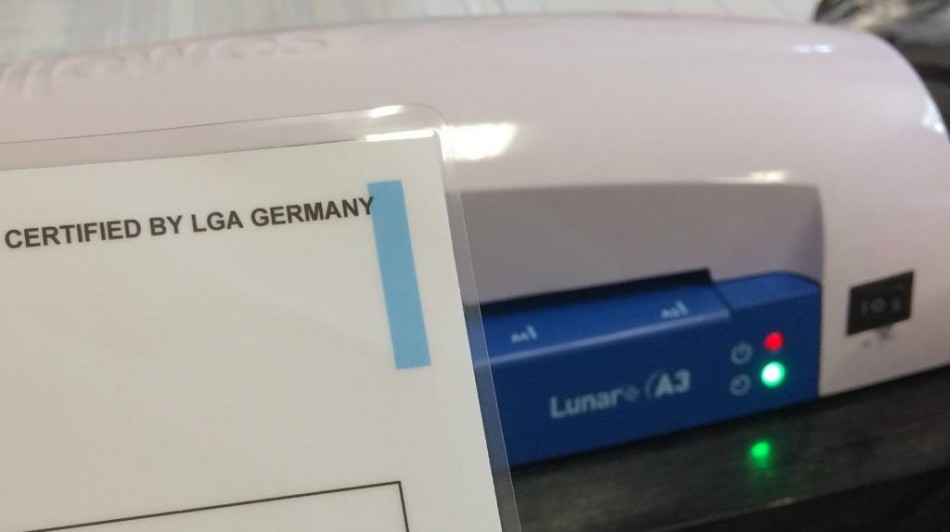 CERTIFIED BY LGA GERMANY
Lunar+ A3